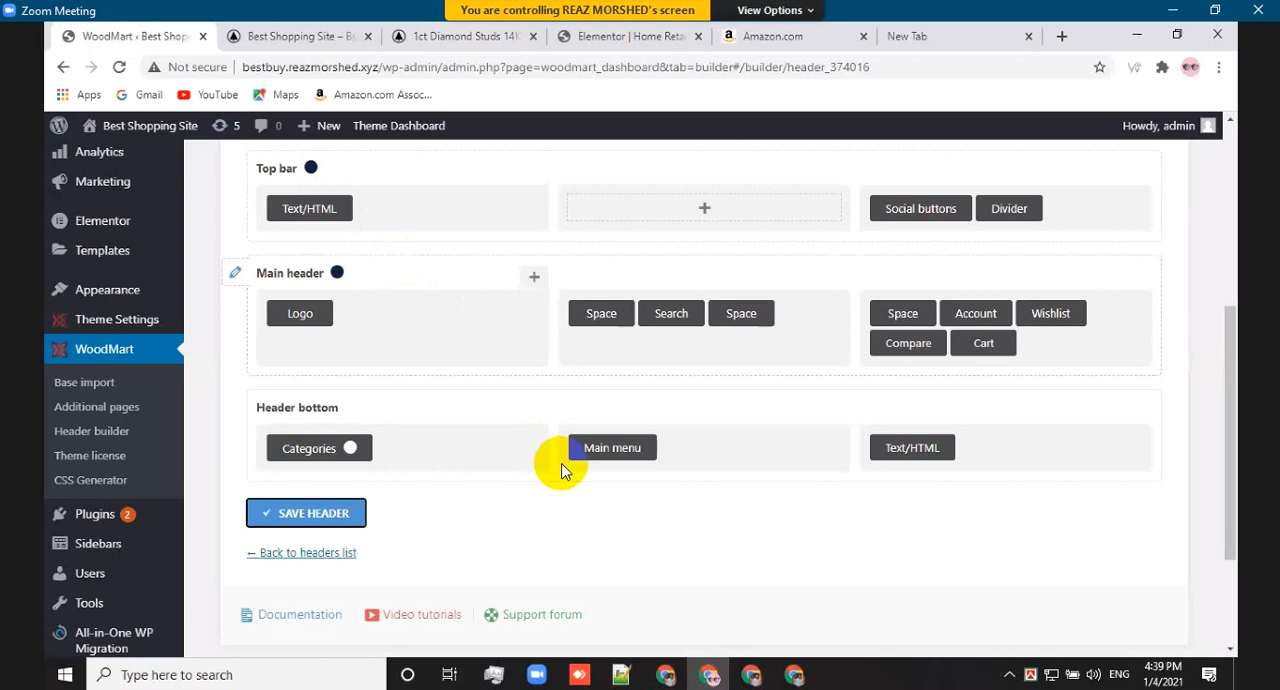 Zoom Meeting
You are controlling REAZ MORSHED's screen
View Options
WoodMart ‹ Best Shop
Best Shopping Site – Be
1ct Diamond Studs 14K
Elementor | Home Reta
Amazon.com
New Tab
Not secure
bestbuy.reazmorshed.xyz/wp-admin/admin.php?page=woodmart_dashboard&tab=builder#/builder/header_374016
Apps
Gmail
YouTube
Maps
Amazon.com Assoc...
Best Shopping Site
5
0
New
Theme Dashboard
Howdy, admin
Analytics
Marketing
Elementor
Templates
Appearance
Theme Settings
WoodMart
Base import
Additional pages
Header builder
Theme license
CSS Generator
Plugins 2
Sidebars
Users
Tools
All-in-One WP
Migration
Top bar
Text/HTML
Social buttons
Divider
Main header
Logo
Space
Search
Space
Space
Account
Wishlist
Compare
Cart
Header bottom
Categories
Main menu
Text/HTML
SAVE HEADER
← Back to headers list
Documentation
Video tutorials
Support forum
Type here to search
ENG
4:39 PM
1/4/2021